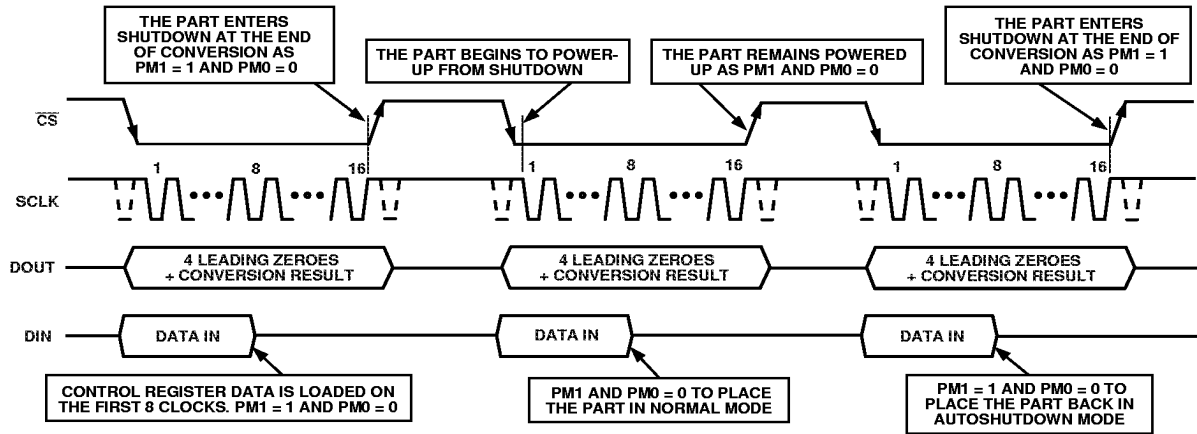 THE PART ENTERS
SHUTDOWN AT THE END
OF CONVERSION AS
PM1 = 1 AND PM0 = 0
THE PART BEGINS TO POWER-
UP FROM SHUTDOWN
THE PART REMAINS POWERED
UP AS PM1 AND PM0 = 0
THE PART ENTERS
SHUTDOWN AT THE END OF
CONVERSION AS PM1 = 1
AND PM0 = 0
CS
1 8 16 1 8 16 1 8 16
SCLK
DOUT
4 LEADING ZEROES
+ CONVERSION RESULT
4 LEADING ZEROES
+ CONVERSION RESULT
4 LEADING ZEROES
+ CONVERSION RESULT
DIN
DATA IN
DATA IN
DATA IN
CONTROL REGISTER DATA IS LOADED ON
THE FIRST 8 CLOCKS. PM1 = 1 AND PM0 = 0
PM1 AND PM0 = 0 TO PLACE
THE PART IN NORMAL MODE
PM1 = 1 AND PM0 = 0 TO
PLACE THE PART BACK IN
AUTOSHUTDOWN MODE